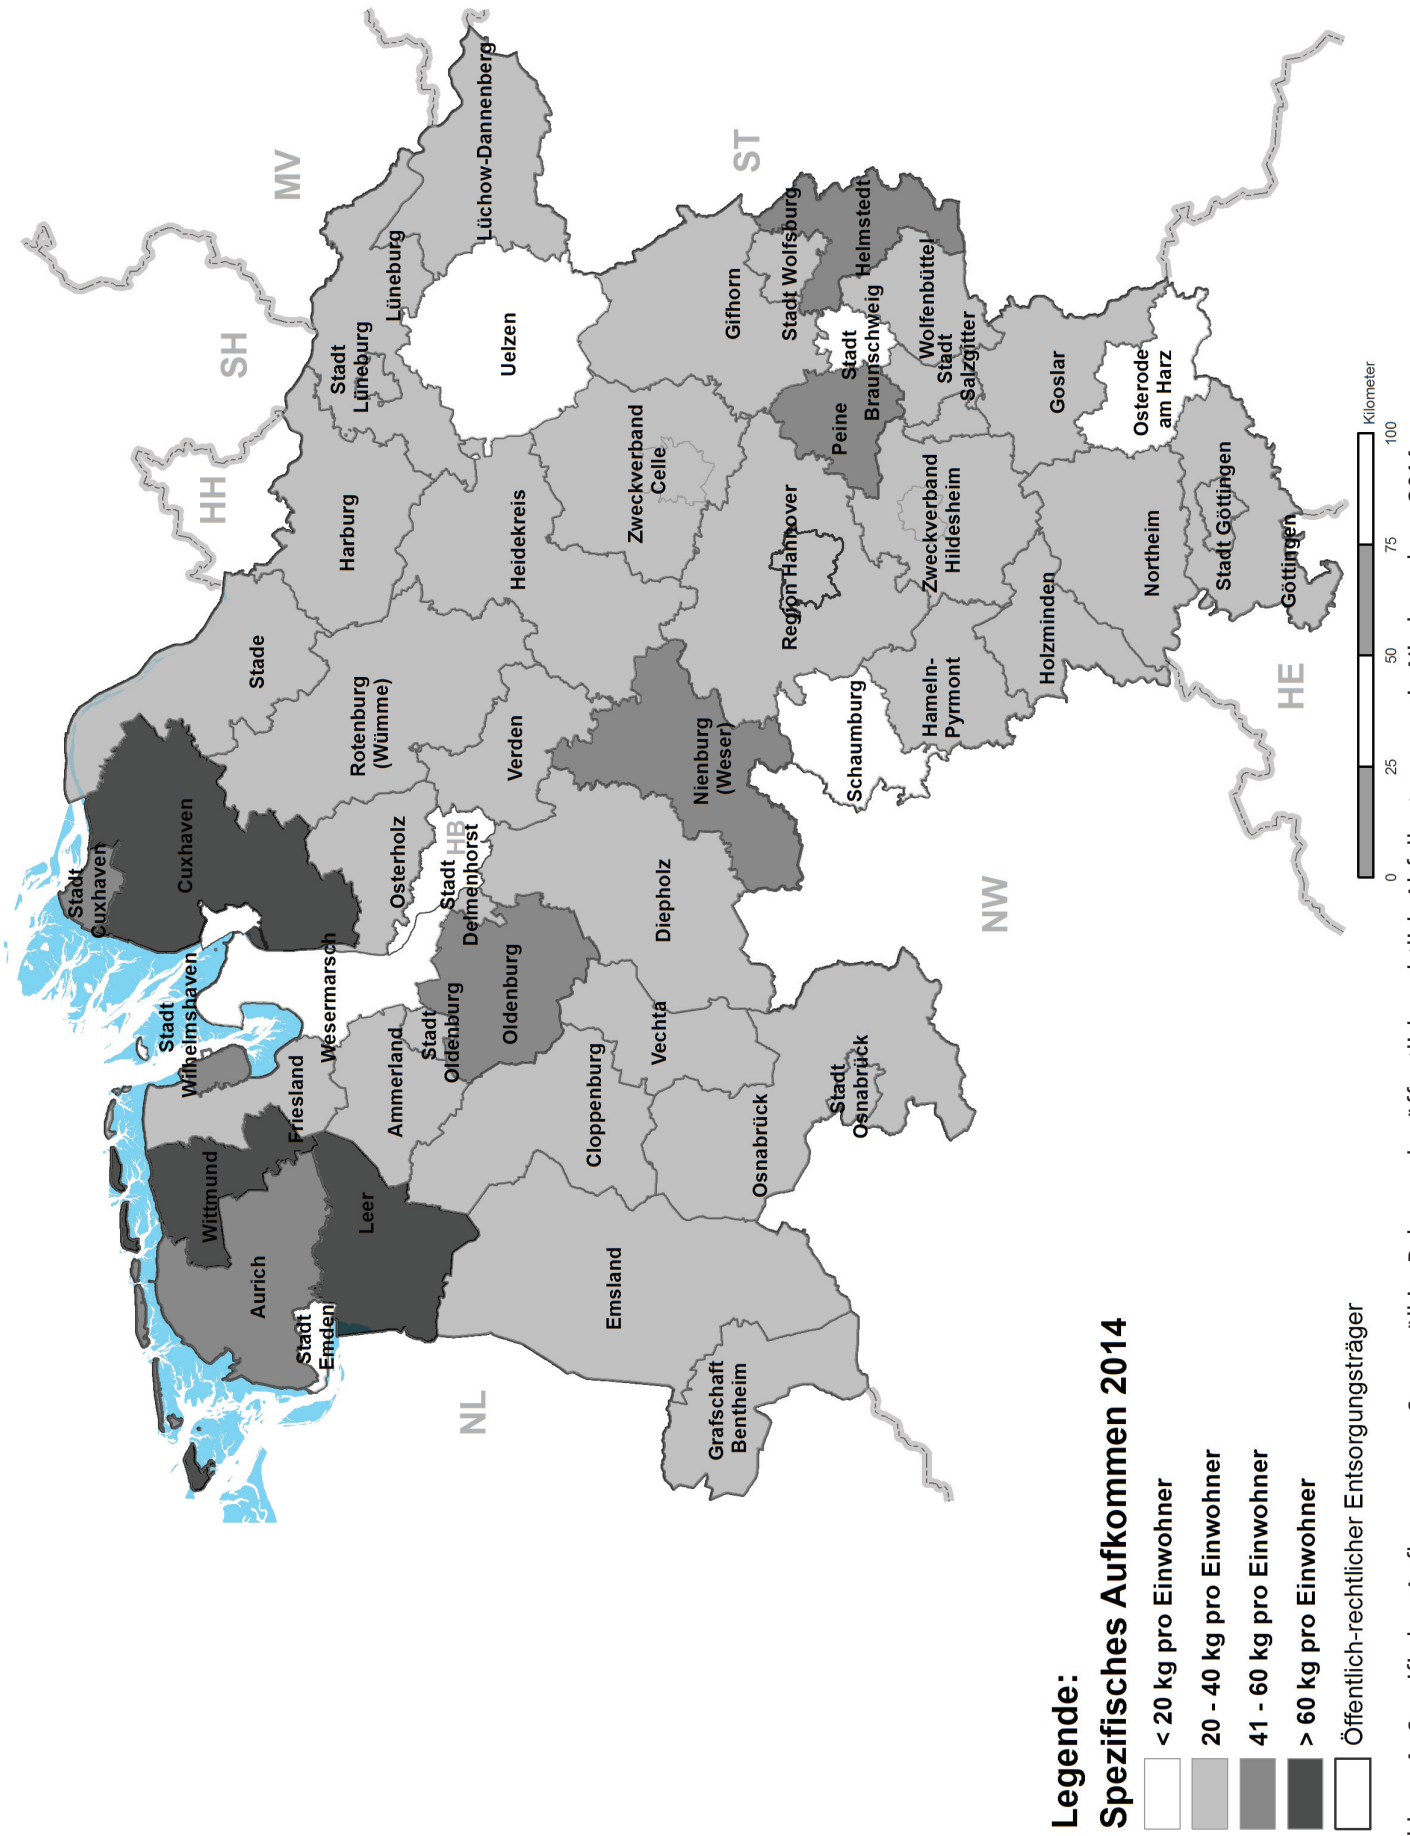 MV
SH
HH
ST
HB
NL
NW
HE
Stadt
Cuxhaven
Cuxhaven
Stade
Stadt
Wilhelmshaven
Wittmund
Aurich
Friesland
Wesermarsch
Stadt
Emden
Leer
Ammerland
Osterholz
Rotenburg
(Wümme)
Harburg
Stadt
Lüneburg
Lüneburg
Lüchow-Dannenberg
Stadt
Oldenburg
Stadt
Delmenhorst
Oldenburg
Verden
Heidekreis
Uelzen
Cloppenburg
Emsland
Vechta
Diepholz
Nienburg
(Weser)
Zweckverband
Celle
Gifhorn
Grafschaft
Bentheim
Osnabrück
Stadt
Osnabrück
Schaumburg
Region Hannover
Peine
Stadt Wolfsburg
Stadt
Braunschweig
Helmstedt
Hameln-
Pyrmont
Zweckverband
Hildesheim
Stadt
Salzgitter
Wolfenbüttel
Holzminden
Goslar
Northeim
Osterode
am Harz
Stadt Göttingen
Göttingen
Legende:
Spezifisches Aufkommen 2014
< 20 kg pro Einwohner
20 - 40 kg pro Einwohner
41 - 60 kg pro Einwohner
> 60 kg pro Einwohner
Öffentlich-rechtlicher Entsorgungsträger
0 25 50 75 100
Kilometer